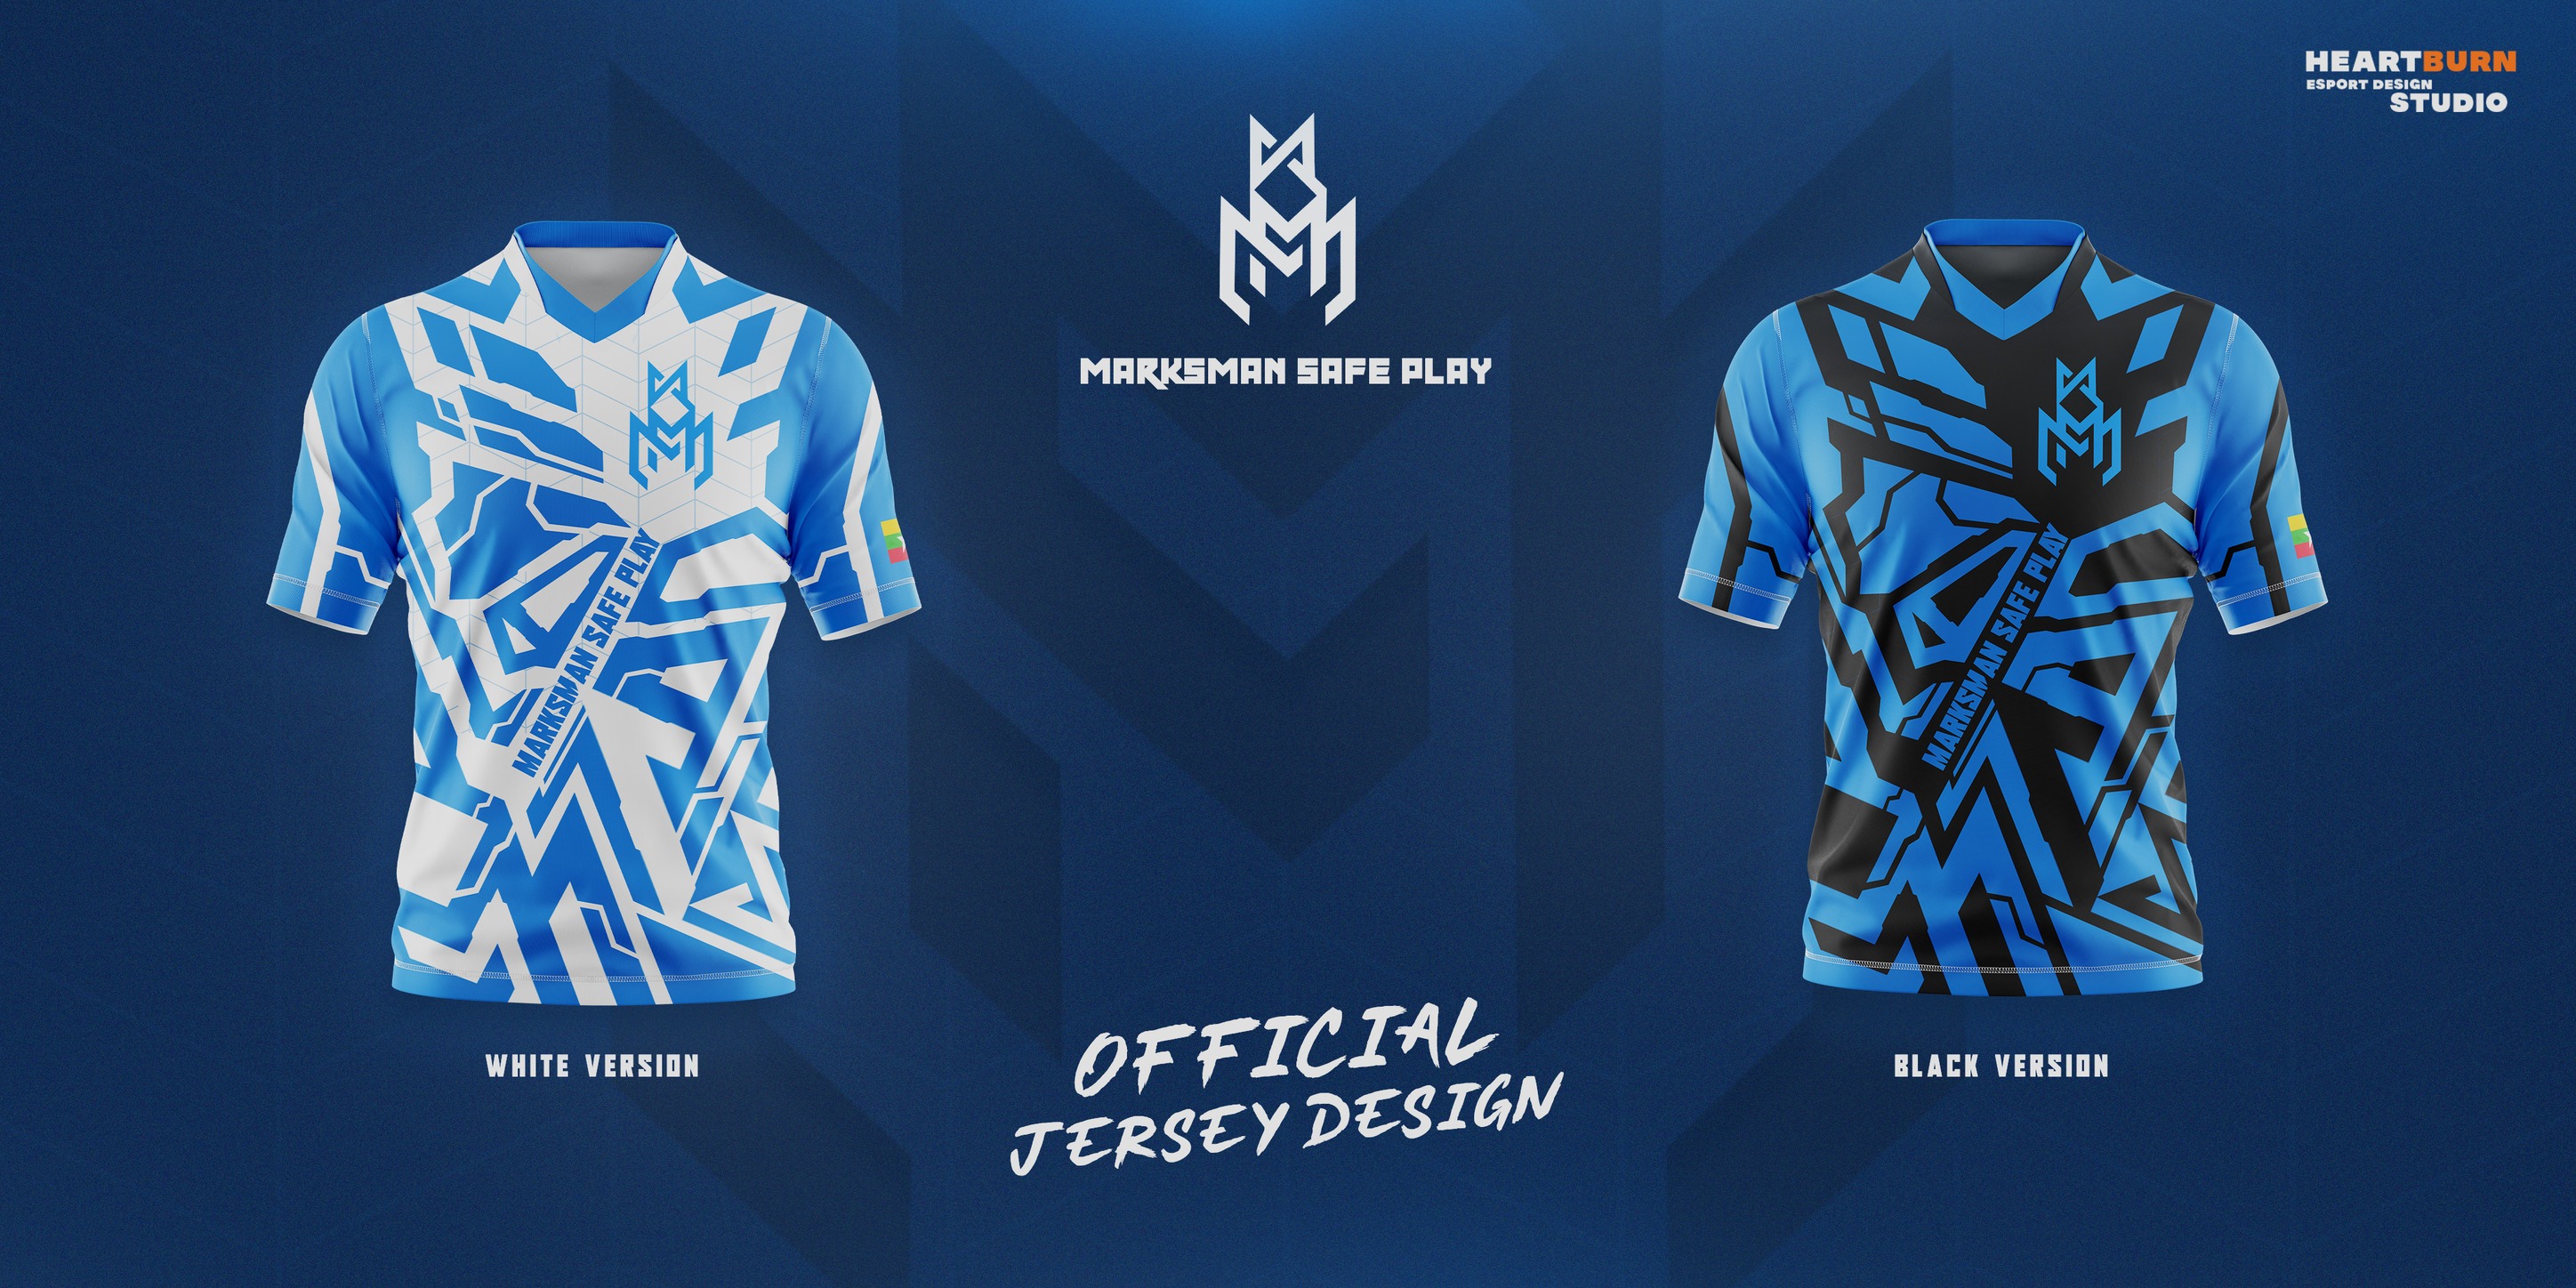 HEARTBURN
ESPORT DESIGN
STUDIO
MARKSMAN SAFE PLAY
MARKSMAN SAFE PLAY
MARKSMAN SAFE PLAY
WHITE VERSION
BLACK VERSION
OFFICIAL
JERSEY DESIGN